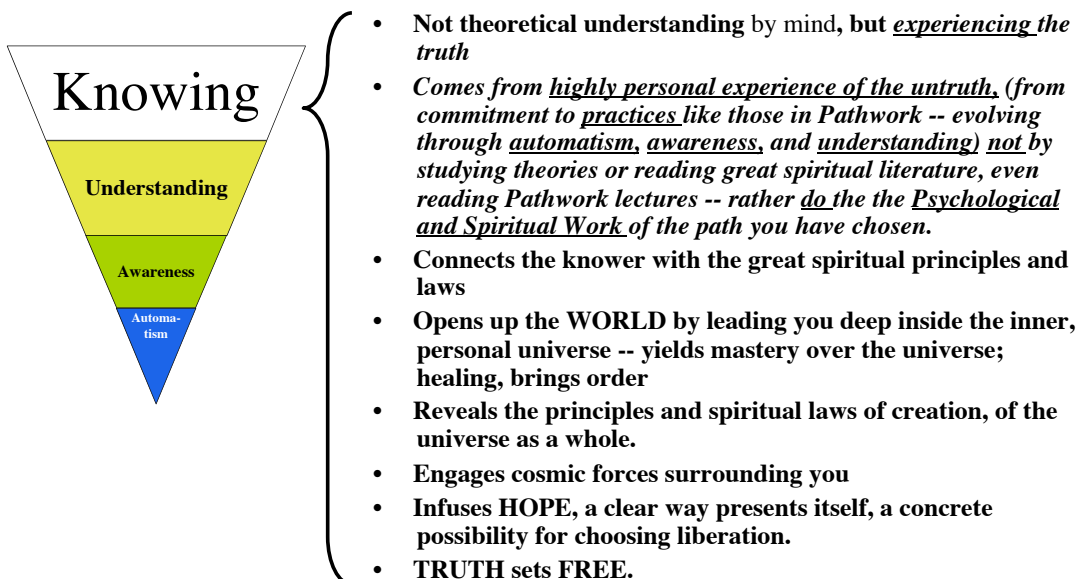 Knowing
Understanding
Awareness
Automa-
tism
• Not theoretical understanding by mind, but experiencing the
truth
• Comes from highly personal experience of the untruth, (from
commitment to practices like those in Pathwork -- evolving
through automatism, awareness, and understanding) not by
studying theories or reading great spiritual literature, even
reading Pathwork lectures -- rather do the the Psychological
and Spiritual Work of the path you have chosen.
• Connects the knower with the great spiritual principles and
laws
• Opens up the WORLD by leading you deep inside the inner,
personal universe -- yields mastery over the universe;
healing, brings order
• Reveals the principles and spiritual laws of creation, of the
universe as a whole.
• Engages cosmic forces surrounding you
• Infuses HOPE, a clear way presents itself, a concrete
possibility for choosing liberation.
• TRUTH sets FREE.